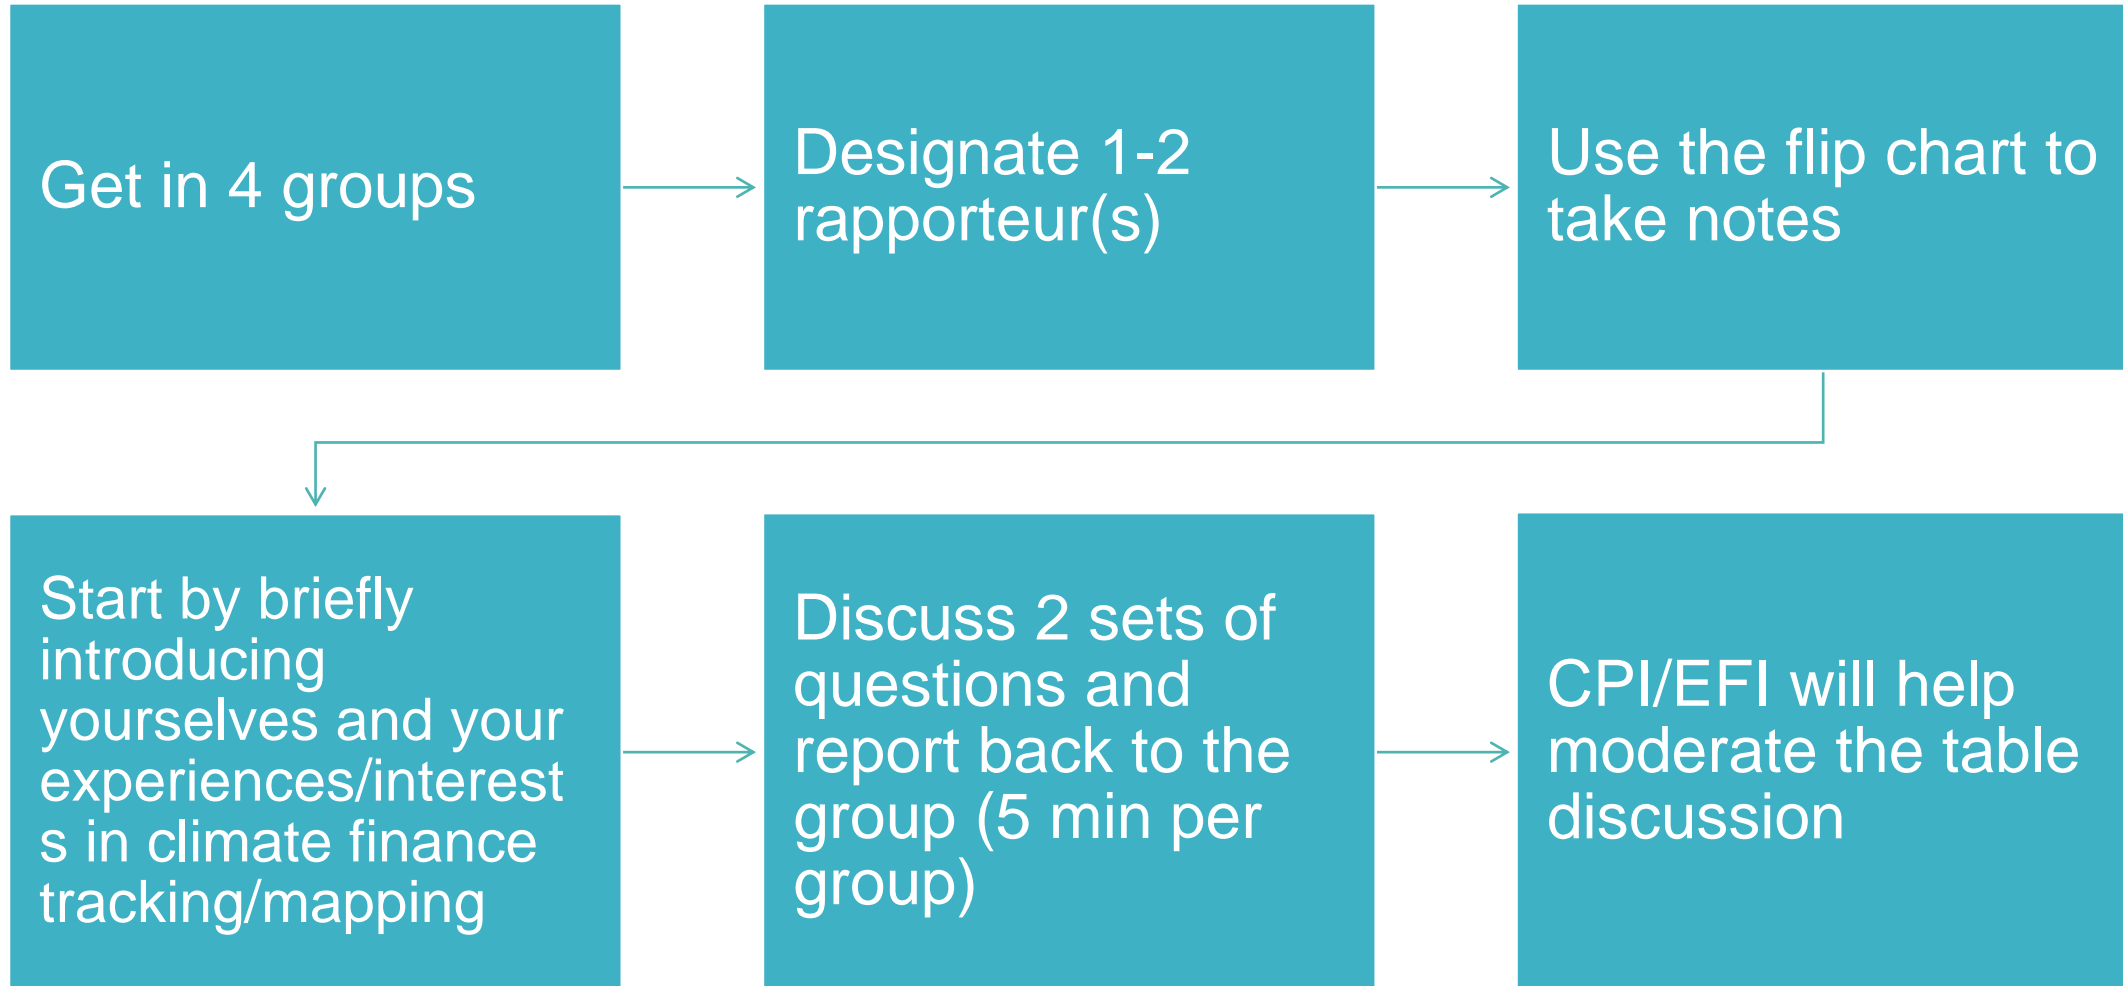 Get in 4 groups
Designate 1-2
rapporteur(s)
Use the flip chart to
take notes
Start by briefly
introducing
yourselves and your
experiences/interest
s in climate finance
tracking/mapping
Discuss 2 sets of
questions and
report back to the
group (5 min per
group)
CPI/EFI will help
moderate the table
discussion